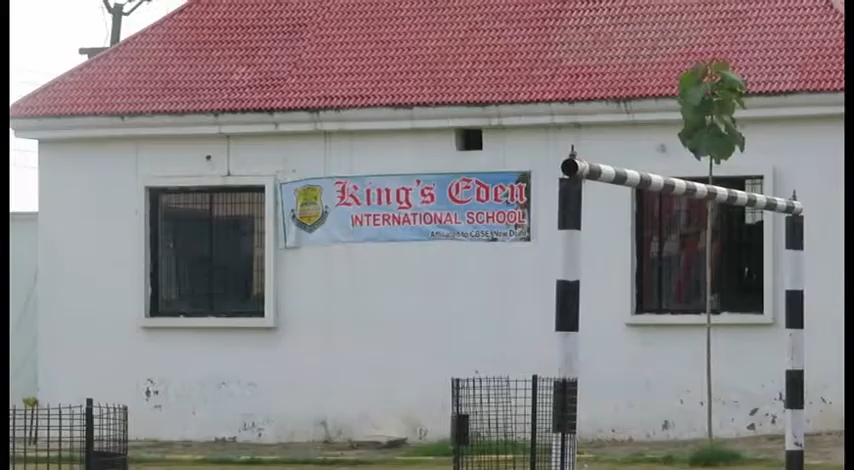 King's Eden
INTERNATIONAL SCHOOL
Affiliated to CBSE, New Delhi